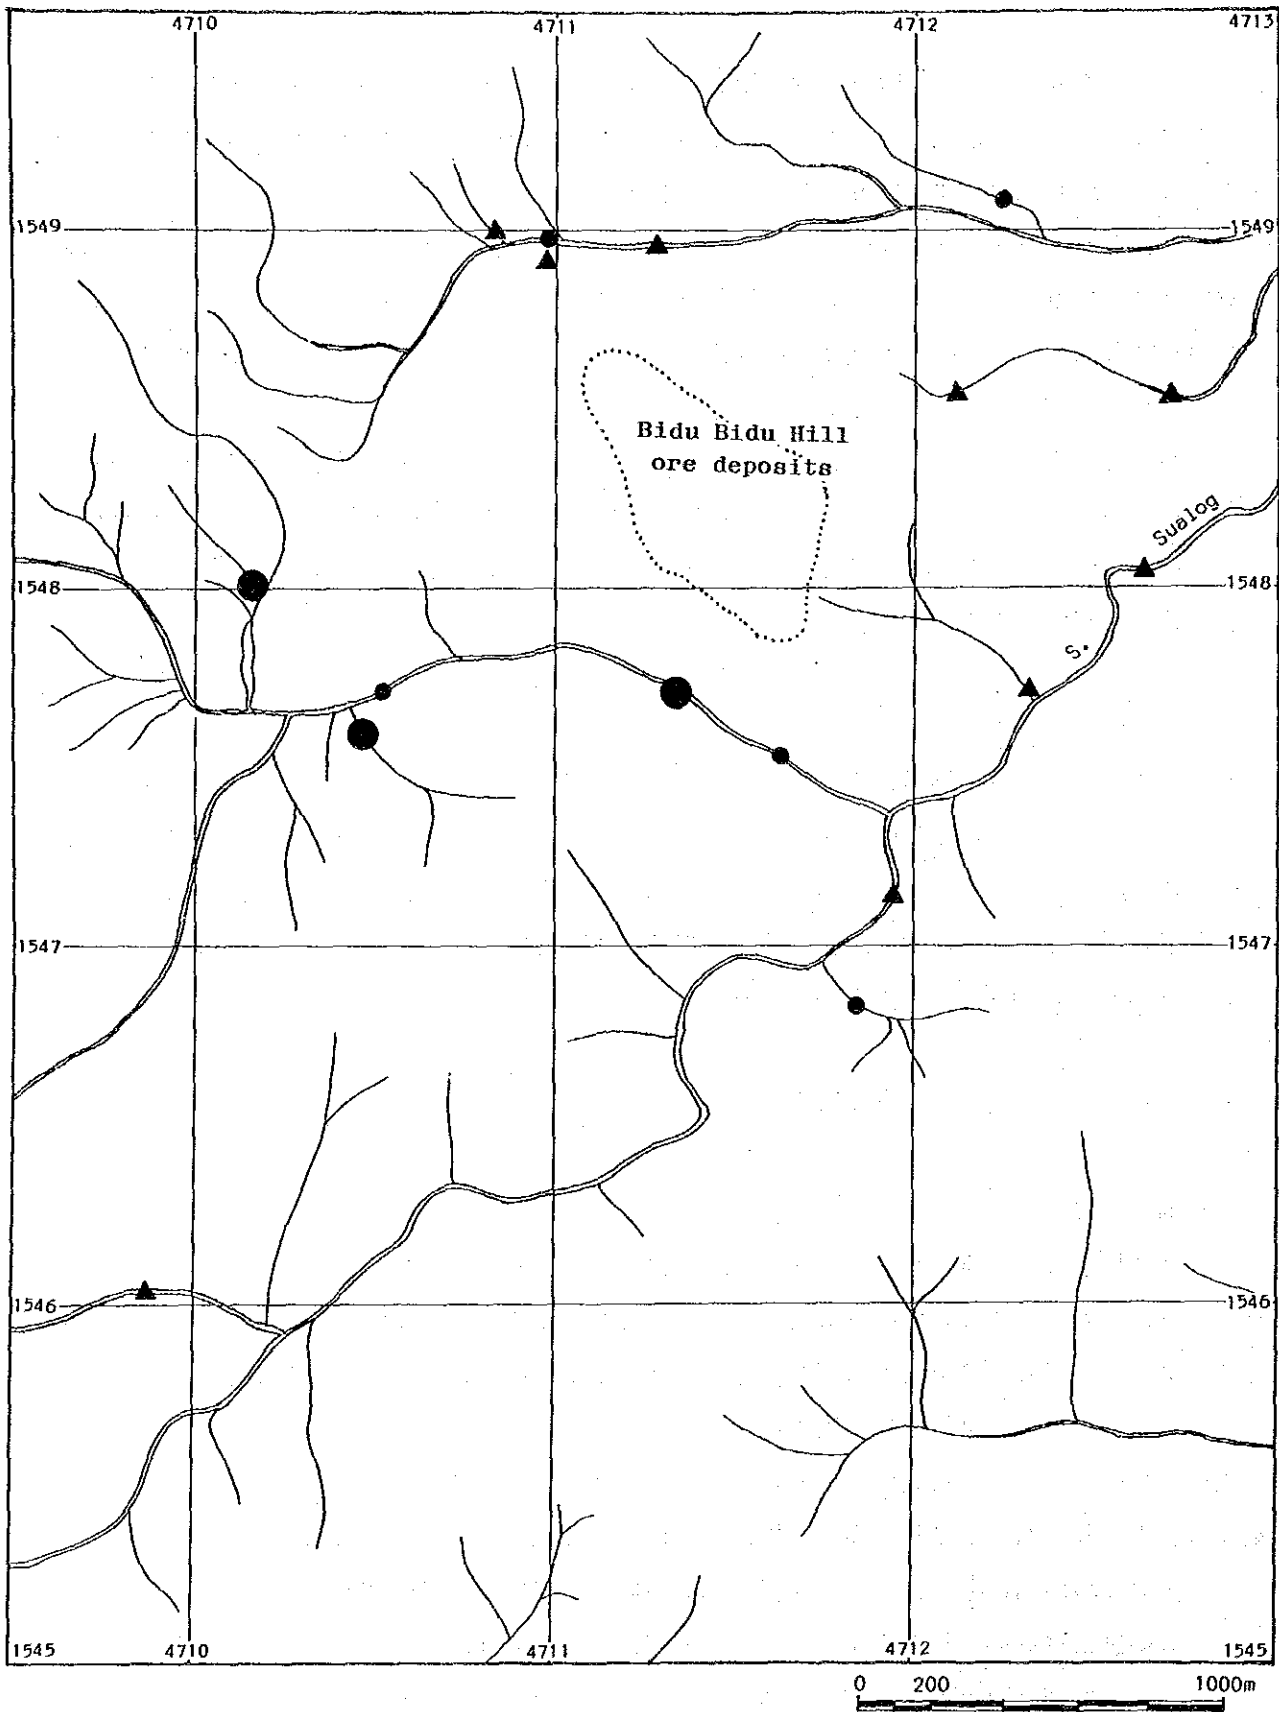 4710 4711 4712 4713
1549 1549
Bidu Bidu Hill
ore deposits
Sualog
1548 1548
S.
1547 1547
1546 1546
1545 4710 4711 4712 1545
0 200 1000m